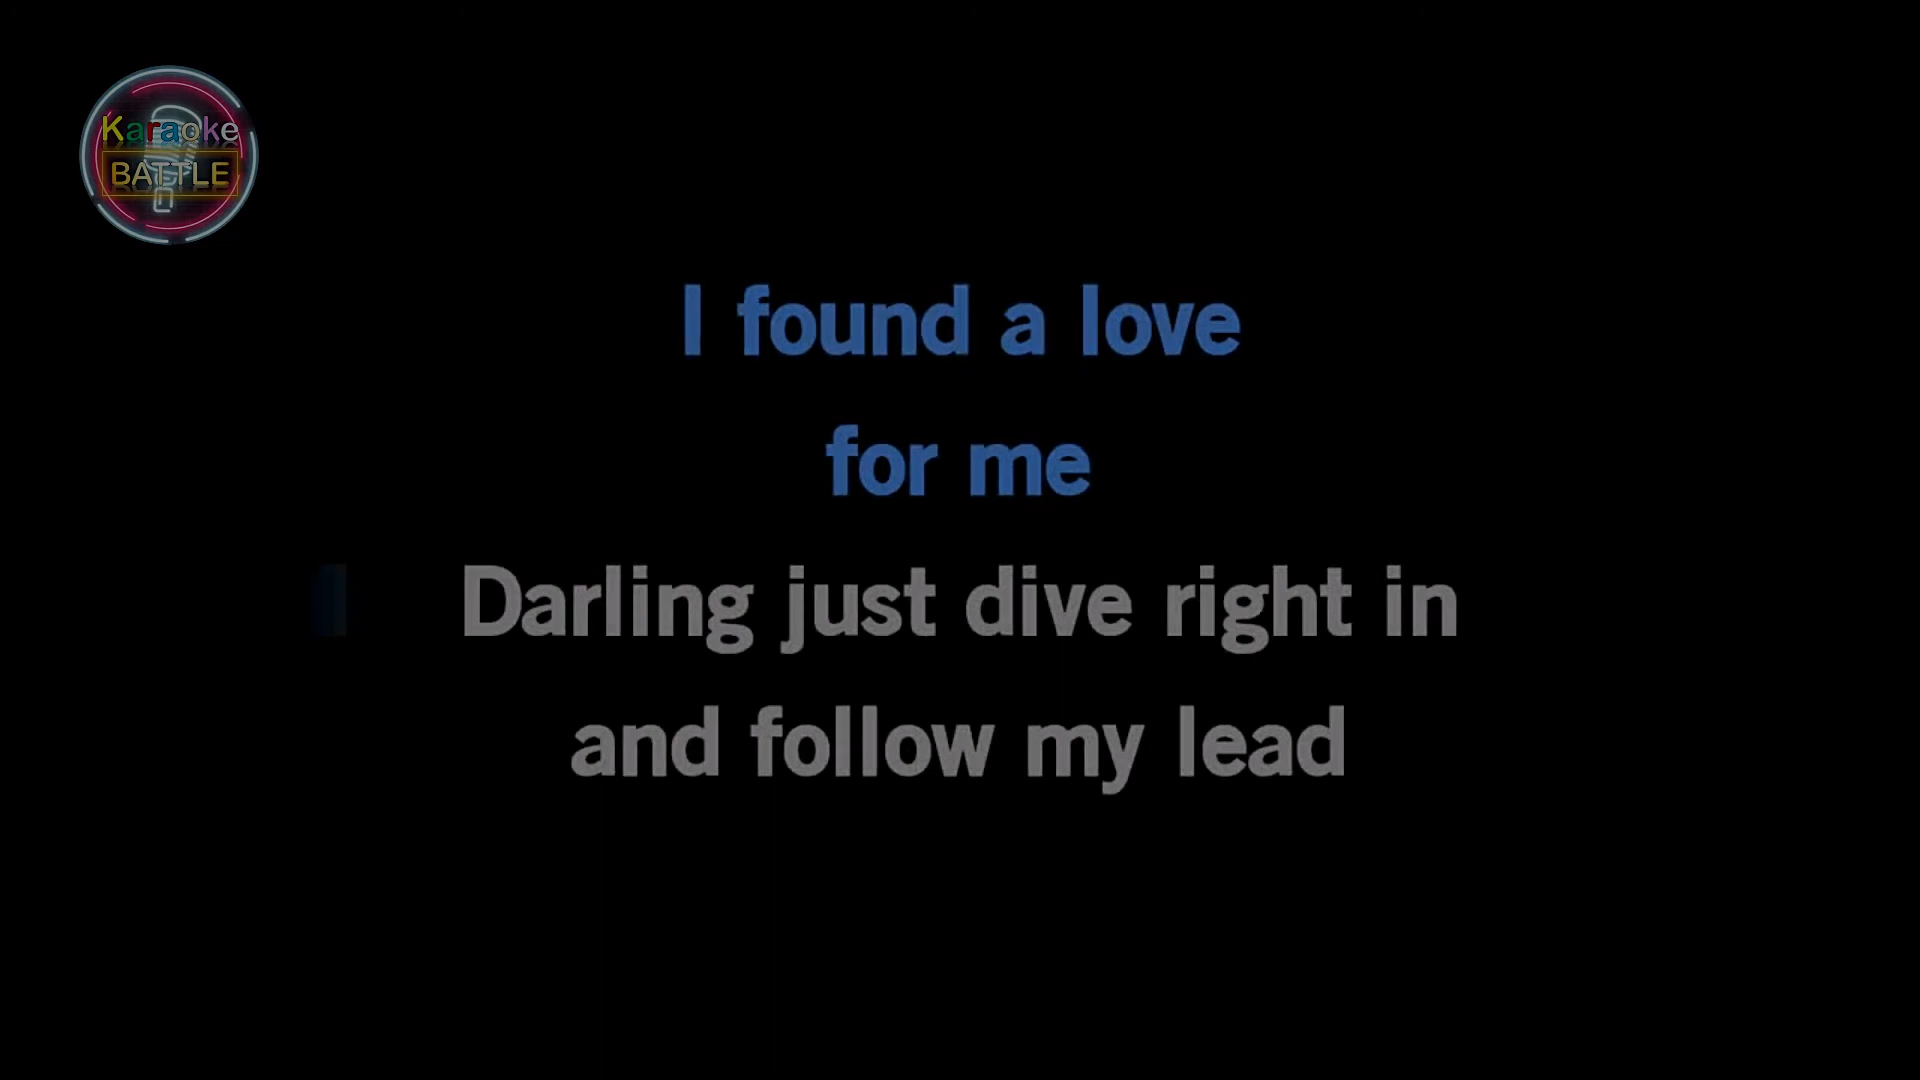 Karaoke
BATTLE
I found a love
for me
Darling just dive right in
and follow my lead